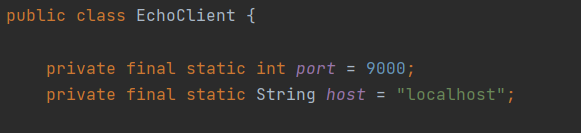 public class EchoClient {
private final static int port = 9000;
private final static String host = "localhost";